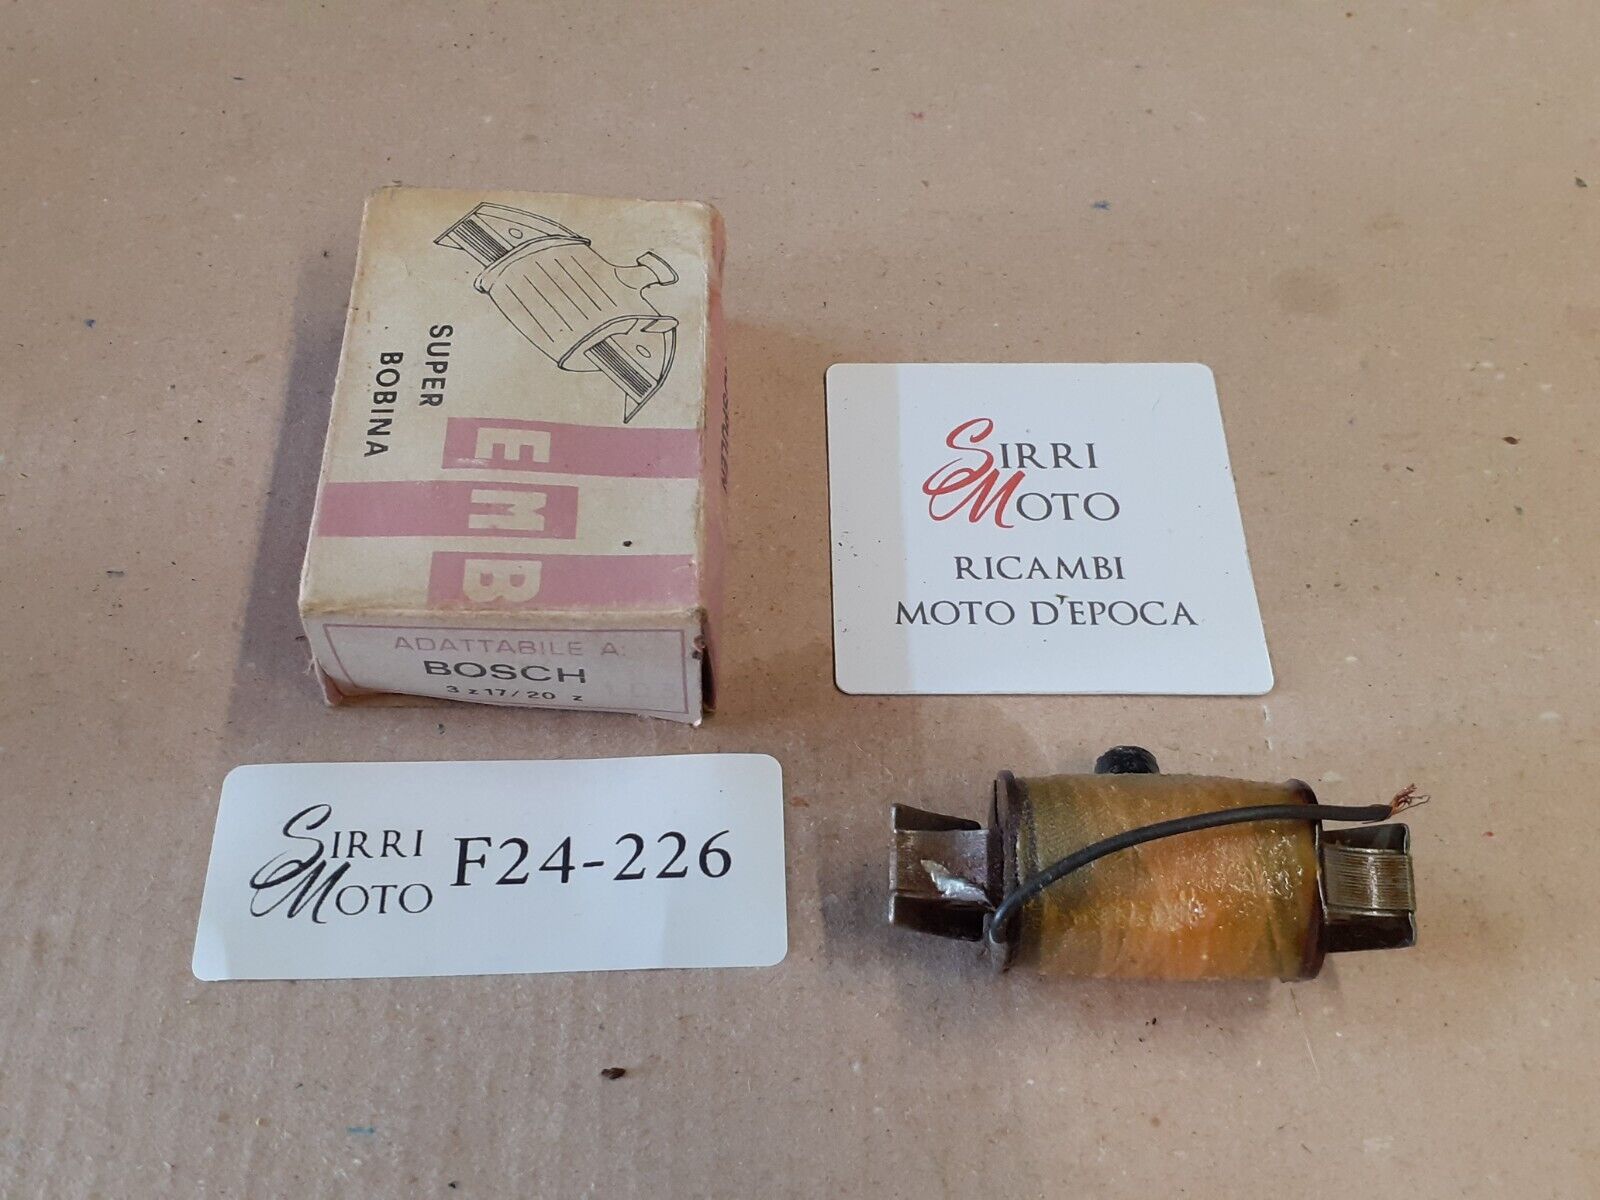 SUPER
BOBINA
EMB
ADATTABILE A:
BOSCH
3 z 17/20 z
SIRRI
MOTO
RICAMBI
MOTO D'EPOCA
SIRRI
MOTO
F24-226